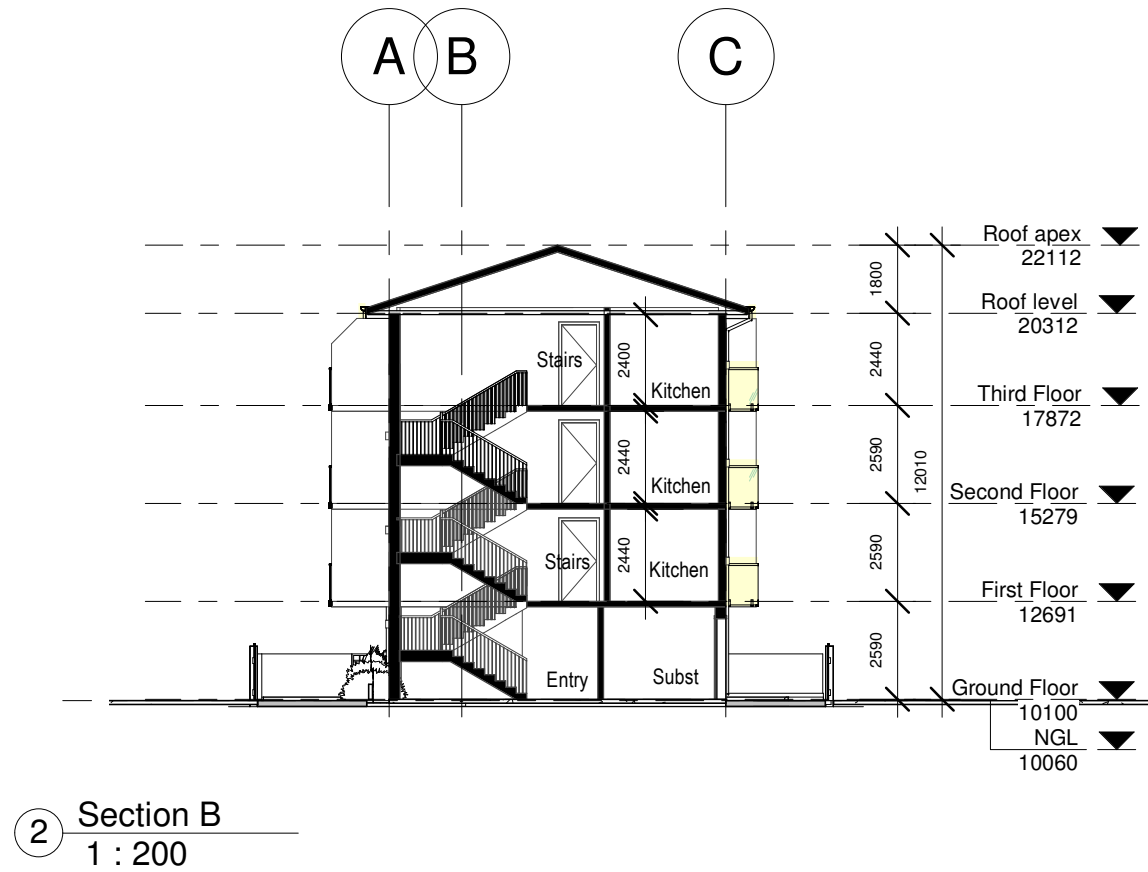 A B C
Roof apex
22112
1800
Roof level
20312
Stairs
2400
2440
Kitchen
Third Floor
17872
2440
2590
12010
Kitchen
Second Floor
15279
Stairs
2440
2590
Kitchen
First Floor
12691
2590
Entry
Subst
Ground Floor
10100
NGL
10060
2 Section B
1 : 200